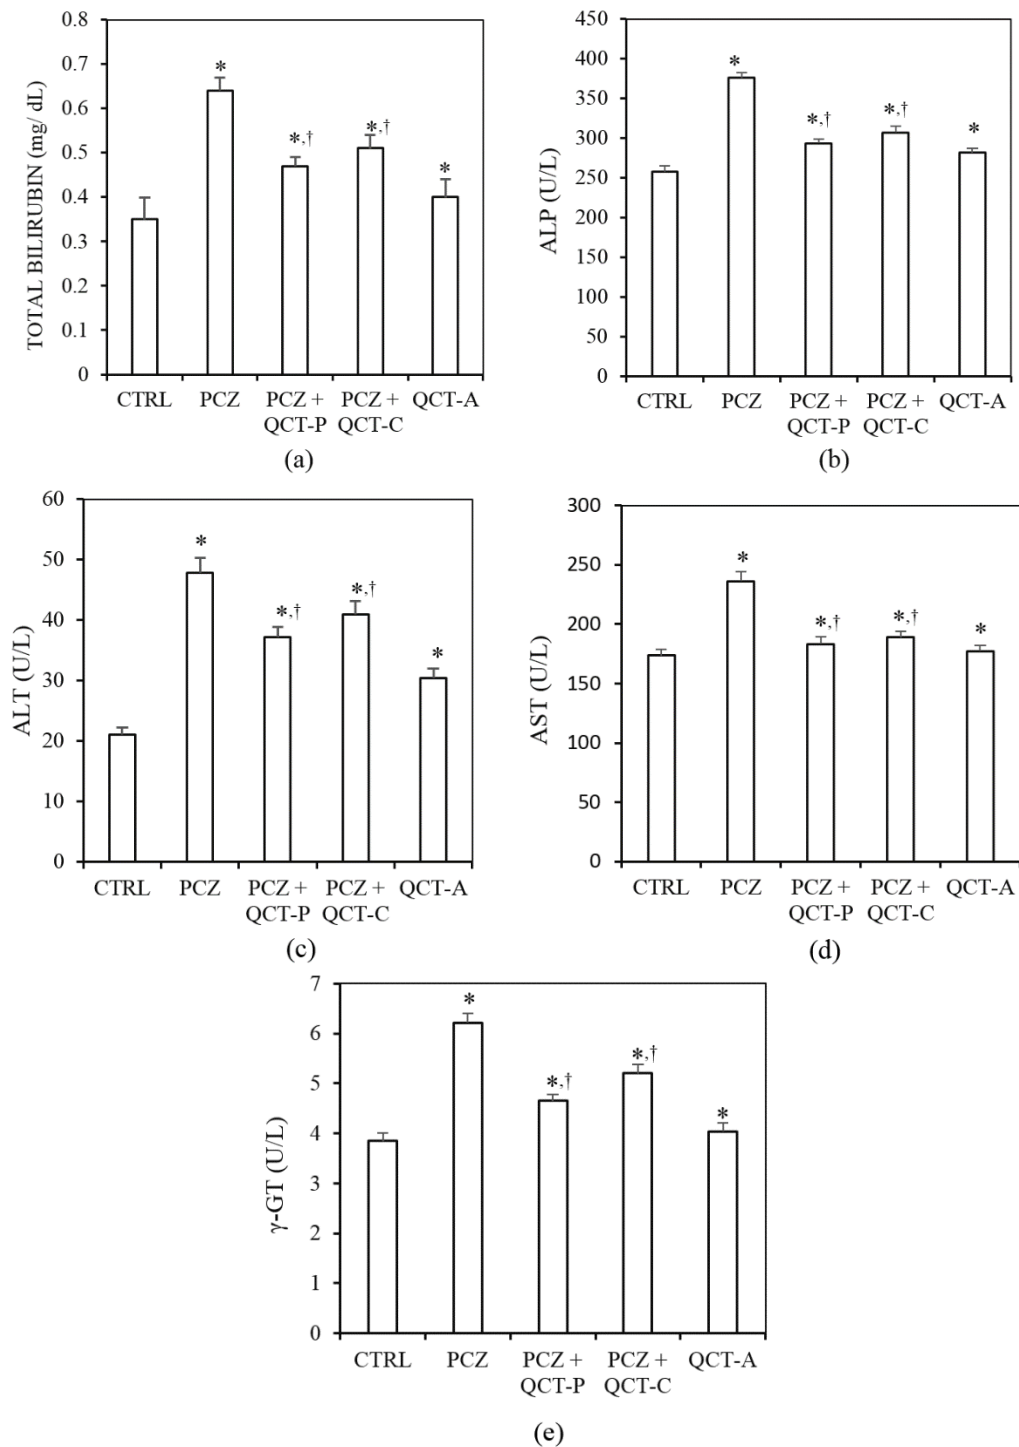 TOTAL BILIRUBIN (mg/ dL)
0.8
0.7
0.6
0.5
0.4
0.3
0.2
0.1
0
*
*,†
*,†
*
CTRL PCZ PCZ + QCT-A
QCT-P
PCZ +
QCT-C
(a)
ALP (U/L)
450
400
350
300
250
200
150
100
50
0
*
*,†
*,†
*
CTRL
PCZ
PCZ +
QCT-P
PCZ +
QCT-C
QCT-A
(b)
ALT (U/L)
60
50
40
30
20
10
0
*
*,†
*,†
*
CTRL
PCZ
PCZ +
QCT-P
PCZ +
QCT-C
QCT-A
(c)
AST (U/L)
300
250
200
150
100
50
0
*
*,†
*,†
*
CTRL
PCZ
PCZ +
QCT-P
PCZ +
QCT-C
QCT-A
(d)
γ-GT (U/L)
7
6
5
4
3
2
1
0
*
*,†
*,†
*
CTRL
PCZ
PCZ +
QCT-P
PCZ +
QCT-C
QCT-A
(e)